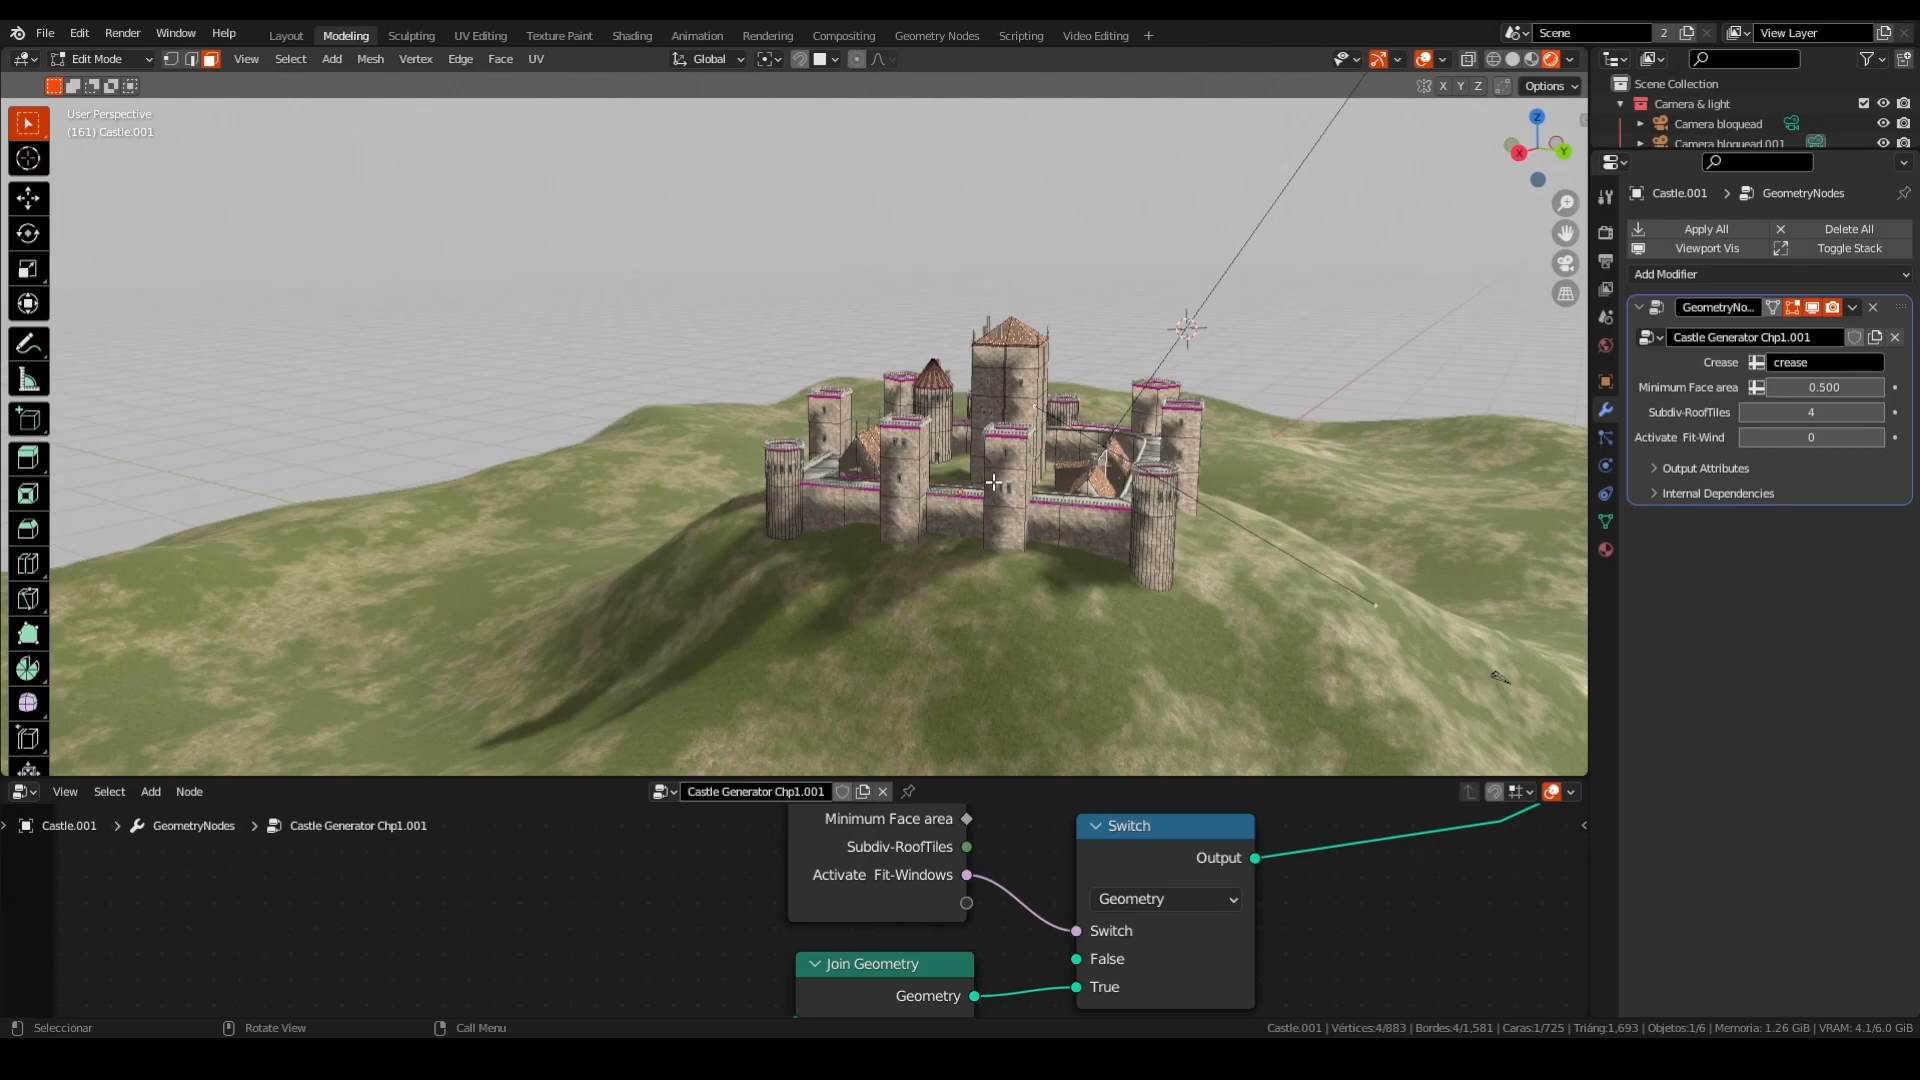 File Edit Render Window Help Layout Modeling Sculpting UV Editing Texture Paint Shading Animation Rendering Compositing Geometry Nodes Scripting Video Editing Scene 2 View Layer
Edit Mode View Select Add Mesh Vertex Edge Face UV Global
X Y Z Options
Scene Collection
Camera & light
Camera bloquead
Camera bloquead.001
User Perspective
(161) Castle.001
Z
X Y
Castle.001 GeometryNodes
Apply All Delete All
Viewport Vis Toggle Stack
Add Modifier
GeometryNo...
Castle Generator Chp1.001
Crease crease
Minimum Face area 0.500
Subdiv-RoofTiles 4
Activate Fit-Wind 0
Output Attributes
Internal Dependencies
View Select Add Node Castle Generator Chp1.001
Castle.001 GeometryNodes Castle Generator Chp1.001
Minimum Face area
Subdiv-RoofTiles
Activate Fit-Windows
Switch
Output
Geometry
Switch
False
True
Join Geometry
Geometry
Seleccionar Rotate View Call Menu Castle.001 | Vértices:4/883 | Bordes:4/1,581 | Caras:1/725 | Triáng:1,693 | Objetos:1/6 | Memoria: 1.26 GiB | VRAM: 4.1/6.0 GiB